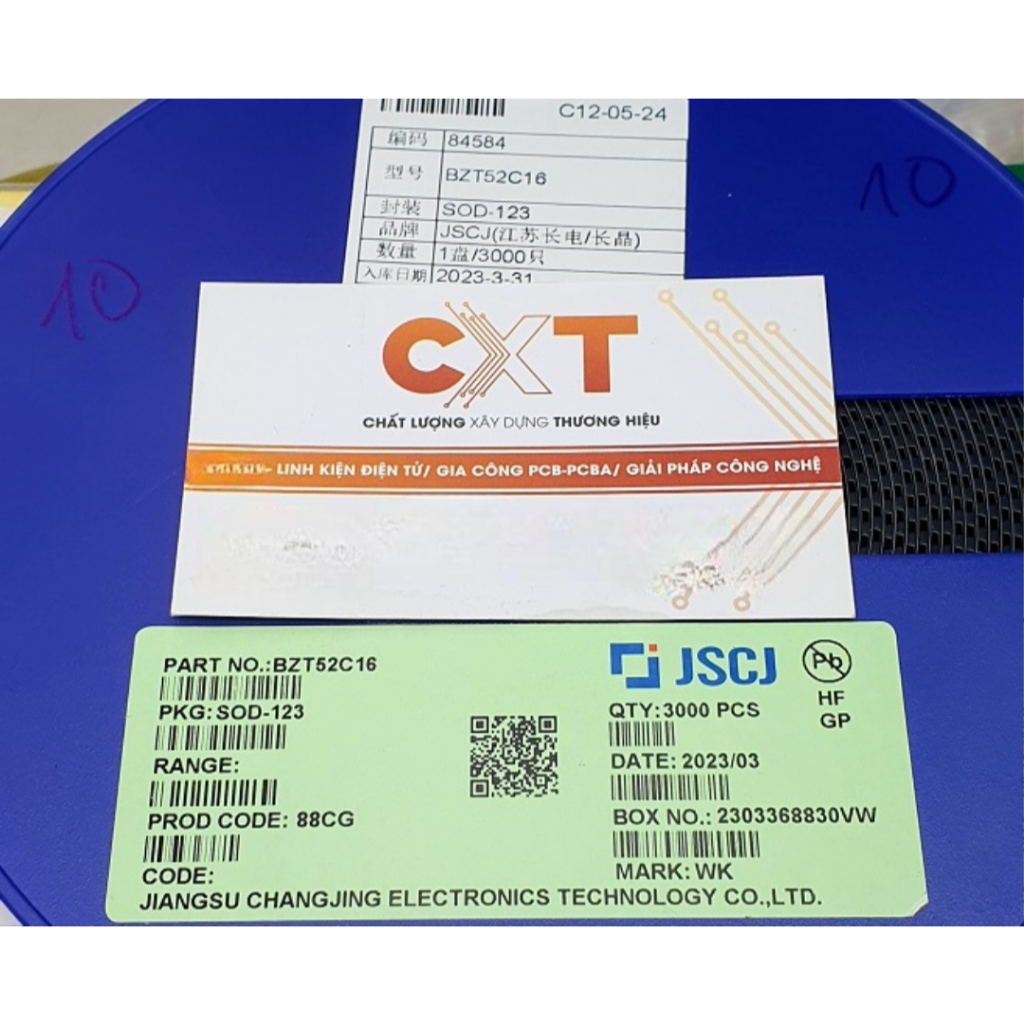 C12-05-24
编码 84584
型号 BZT52C16
封装 SOD-123
品牌 JSCJ(江苏长电/长晶)
数量 1盘/3000只
入库日期 2023-3-31
10
10
CXT
CHẤT LƯỢNG XÂY DỰNG THƯƠNG HIỆU
LINH KIỆN ĐIỆN TỬ/ GIA CÔNG PCB-PCBA/ GIẢI PHÁP CÔNG NGHỆ
PART NO.:BZT52C16
PKG: SOD-123
RANGE:
PROD CODE: 88CG
CODE:
JSCJ
Pb
HF
GP
QTY:3000 PCS
DATE: 2023/03
BOX NO.: 2303368830VW
MARK: WK
JIANGSU CHANGJING ELECTRONICS TECHNOLOGY CO.,LTD.